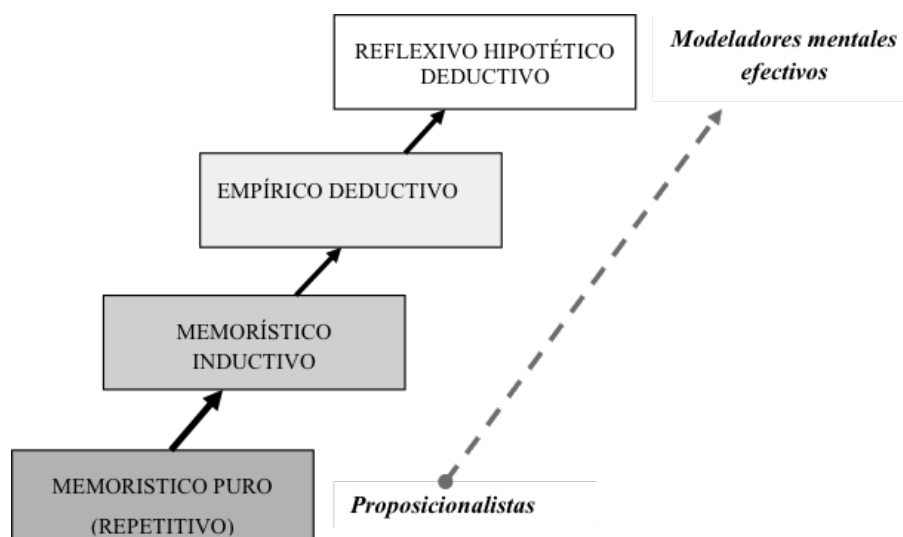 REFLEXIVO HIPOTÉTICO
DEDUCTIVO
Modeladores mentales
efectivos
EMPÍRICO DEDUCTIVO
MEMORÍSTICO
INDUCTIVO
MEMORISTICO PURO
(REPETITIVO)
Proposicionalistas